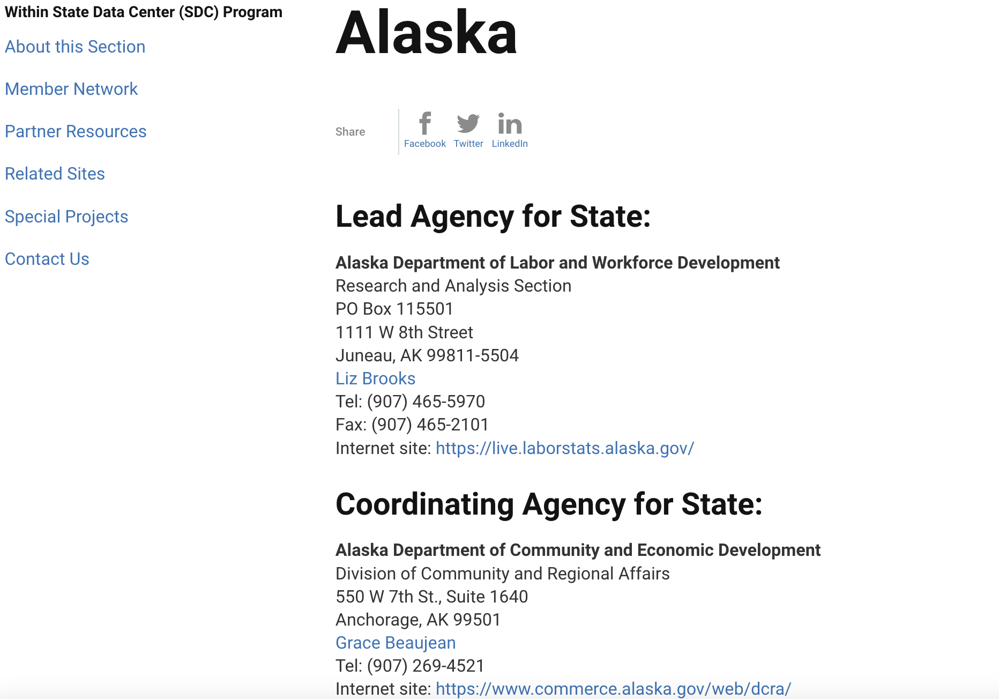 Within State Data Center (SDC) Program
About this Section
Member Network
Partner Resources
Related Sites
Special Projects
Contact Us
Alaska
Share
Facebook
Twitter
LinkedIn
Lead Agency for State:
Alaska Department of Labor and Workforce Development
Research and Analysis Section
PO Box 115501
1111 W 8th Street
Juneau, AK 99811-5504
Liz Brooks
Tel: (907) 465-5970
Fax: (907) 465-2101
Internet site: https://live.laborstats.alaska.gov/
Coordinating Agency for State:
Alaska Department of Community and Economic Development
Division of Community and Regional Affairs
550 W 7th St., Suite 1640
Anchorage, AK 99501
Grace Beaujean
Tel: (907) 269-4521
Internet site: https://www.commerce.alaska.gov/web/dcra/